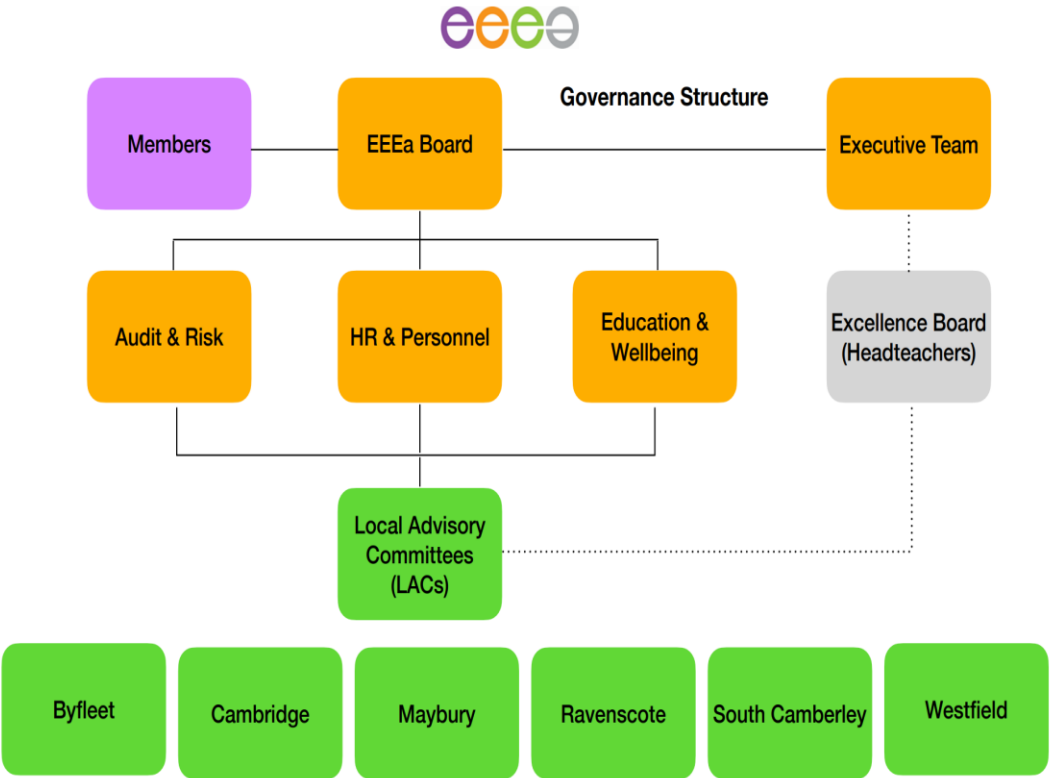 eeea
Governance Structure
Members
EEEa Board
Executive Team
Audit & Risk
HR & Personnel
Education &
Wellbeing
Excellence Board
(Headteachers)
Local Advisory
Committees
(LACs)
Byfleet
Cambridge
Maybury
Ravenscote
South Camberley
Westfield